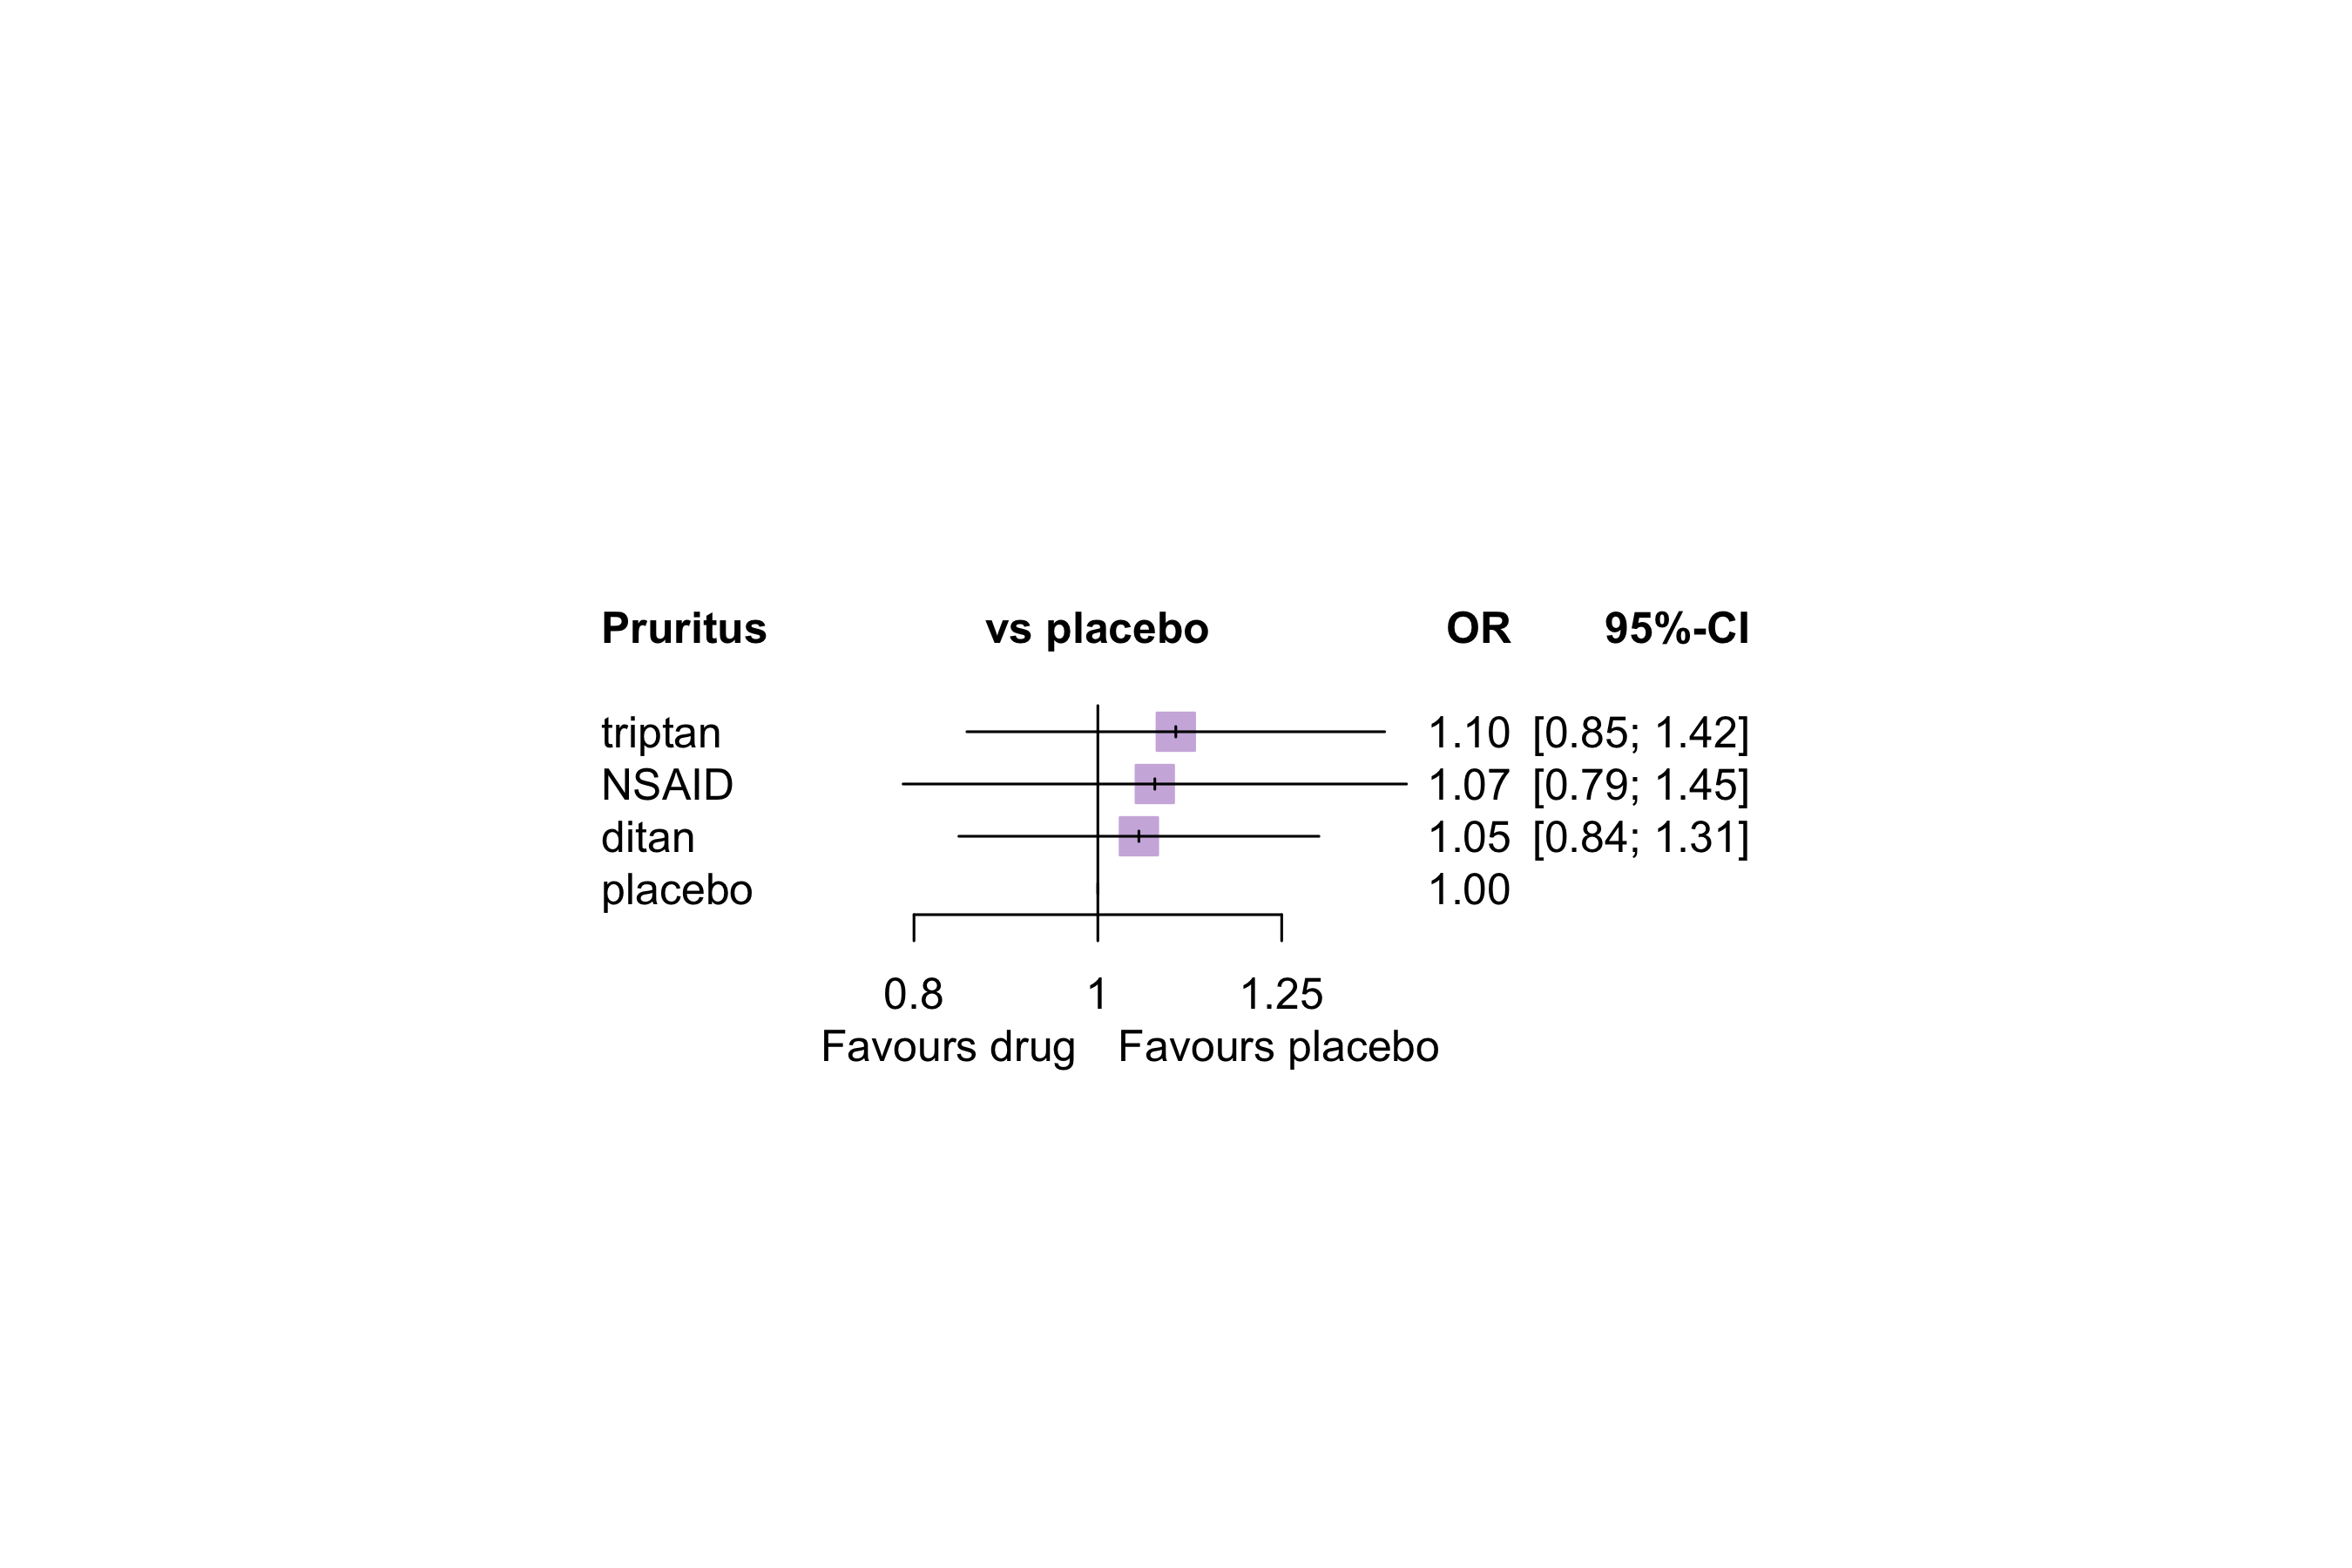 Pruritus vs placebo OR 95%-CI
triptan 1.10 [0.85; 1.42]
NSAID 1.07 [0.79; 1.45]
ditan 1.05 [0.84; 1.31]
placebo 1.00
0.8 1 1.25
Favours drug Favours placebo